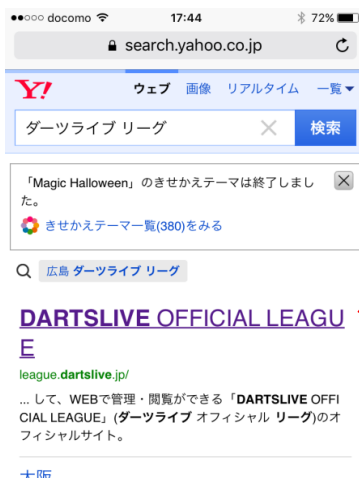 docomo 17:44 72%
search.yahoo.co.jp
Y! ウェブ 画像 リアルタイム 一覧▼
ダーツライブ リーグ 検索
「Magic Halloween」のきせかえテーマは終了しまし
た。
きせかえテーマ一覧(380)をみる
広島 ダーツライブ リーグ
DARTSLIVE OFFICIAL LEAGU
E
league.dartslive.jp/
... して、WEBで管理・閲覧ができる「DARTSLIVE OFFI
CIAL LEAGUE」(ダーツライブ オフィシャル リーグ)のオ
フィシャルサイト。
大阪